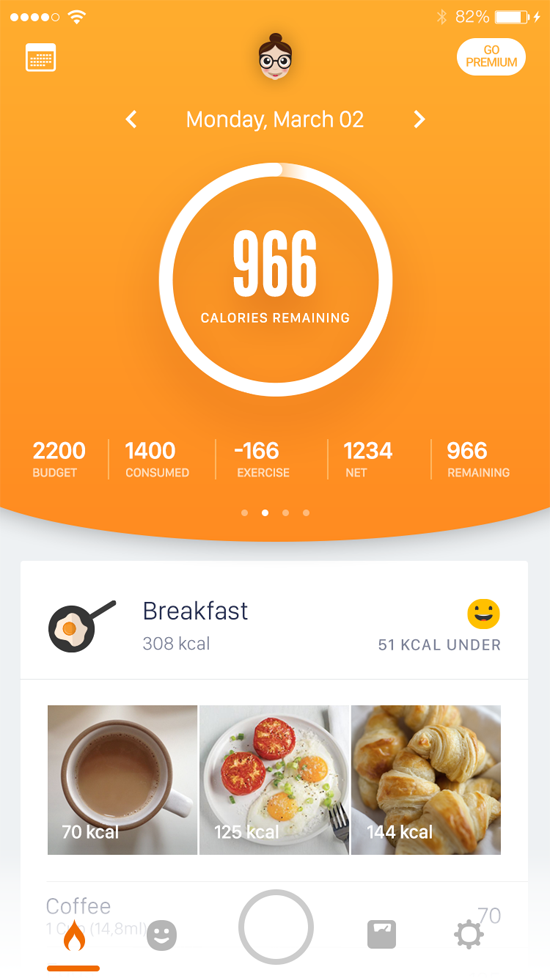 82%
GO
PREMIUM
Monday, March 02
966
CALORIES REMAINING
2200 1400 -166 1234 966
BUDGET CONSUMED EXERCISE NET REMAINING
Breakfast
308 kcal
51 KCAL UNDER
70 kcal 125 kcal 144 kcal
Coffee 70
1 Cup (14,8ml)